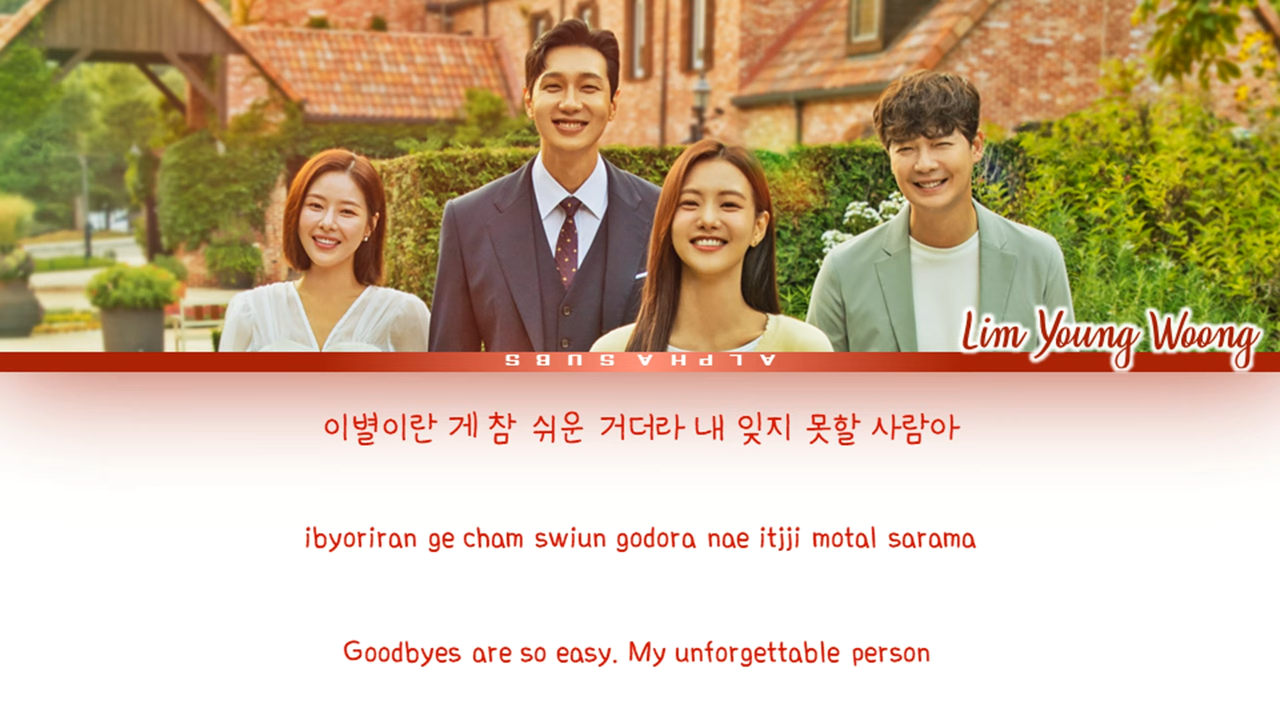 Lim Young Woong
ALPHASUBS
이별이란 게 참 쉬운 거더라 내 잊지 못할 사람아
ibyoriran ge cham swiun godora nae itjji motal sarama
Goodbyes are so easy. My unforgettable person